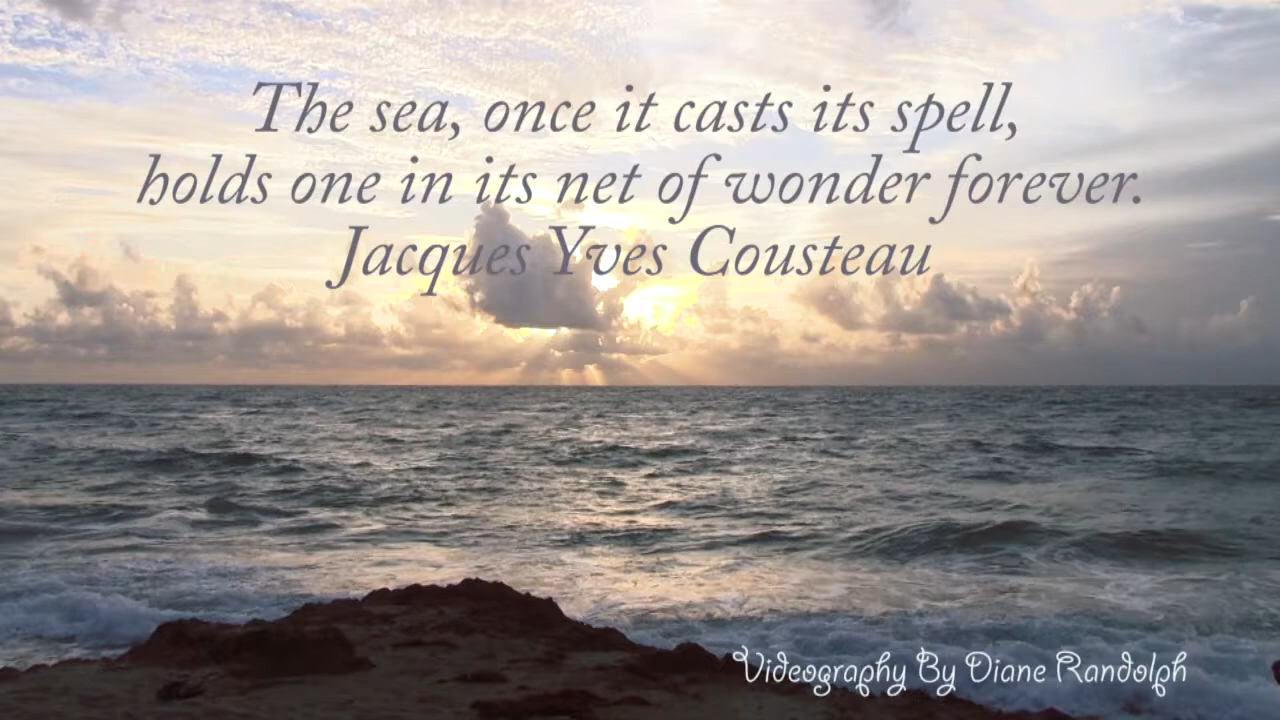 The sea, once it casts its spell,
holds one in its net of wonder forever.
Jacques Yves Cousteau
Videography By Diane Randolph